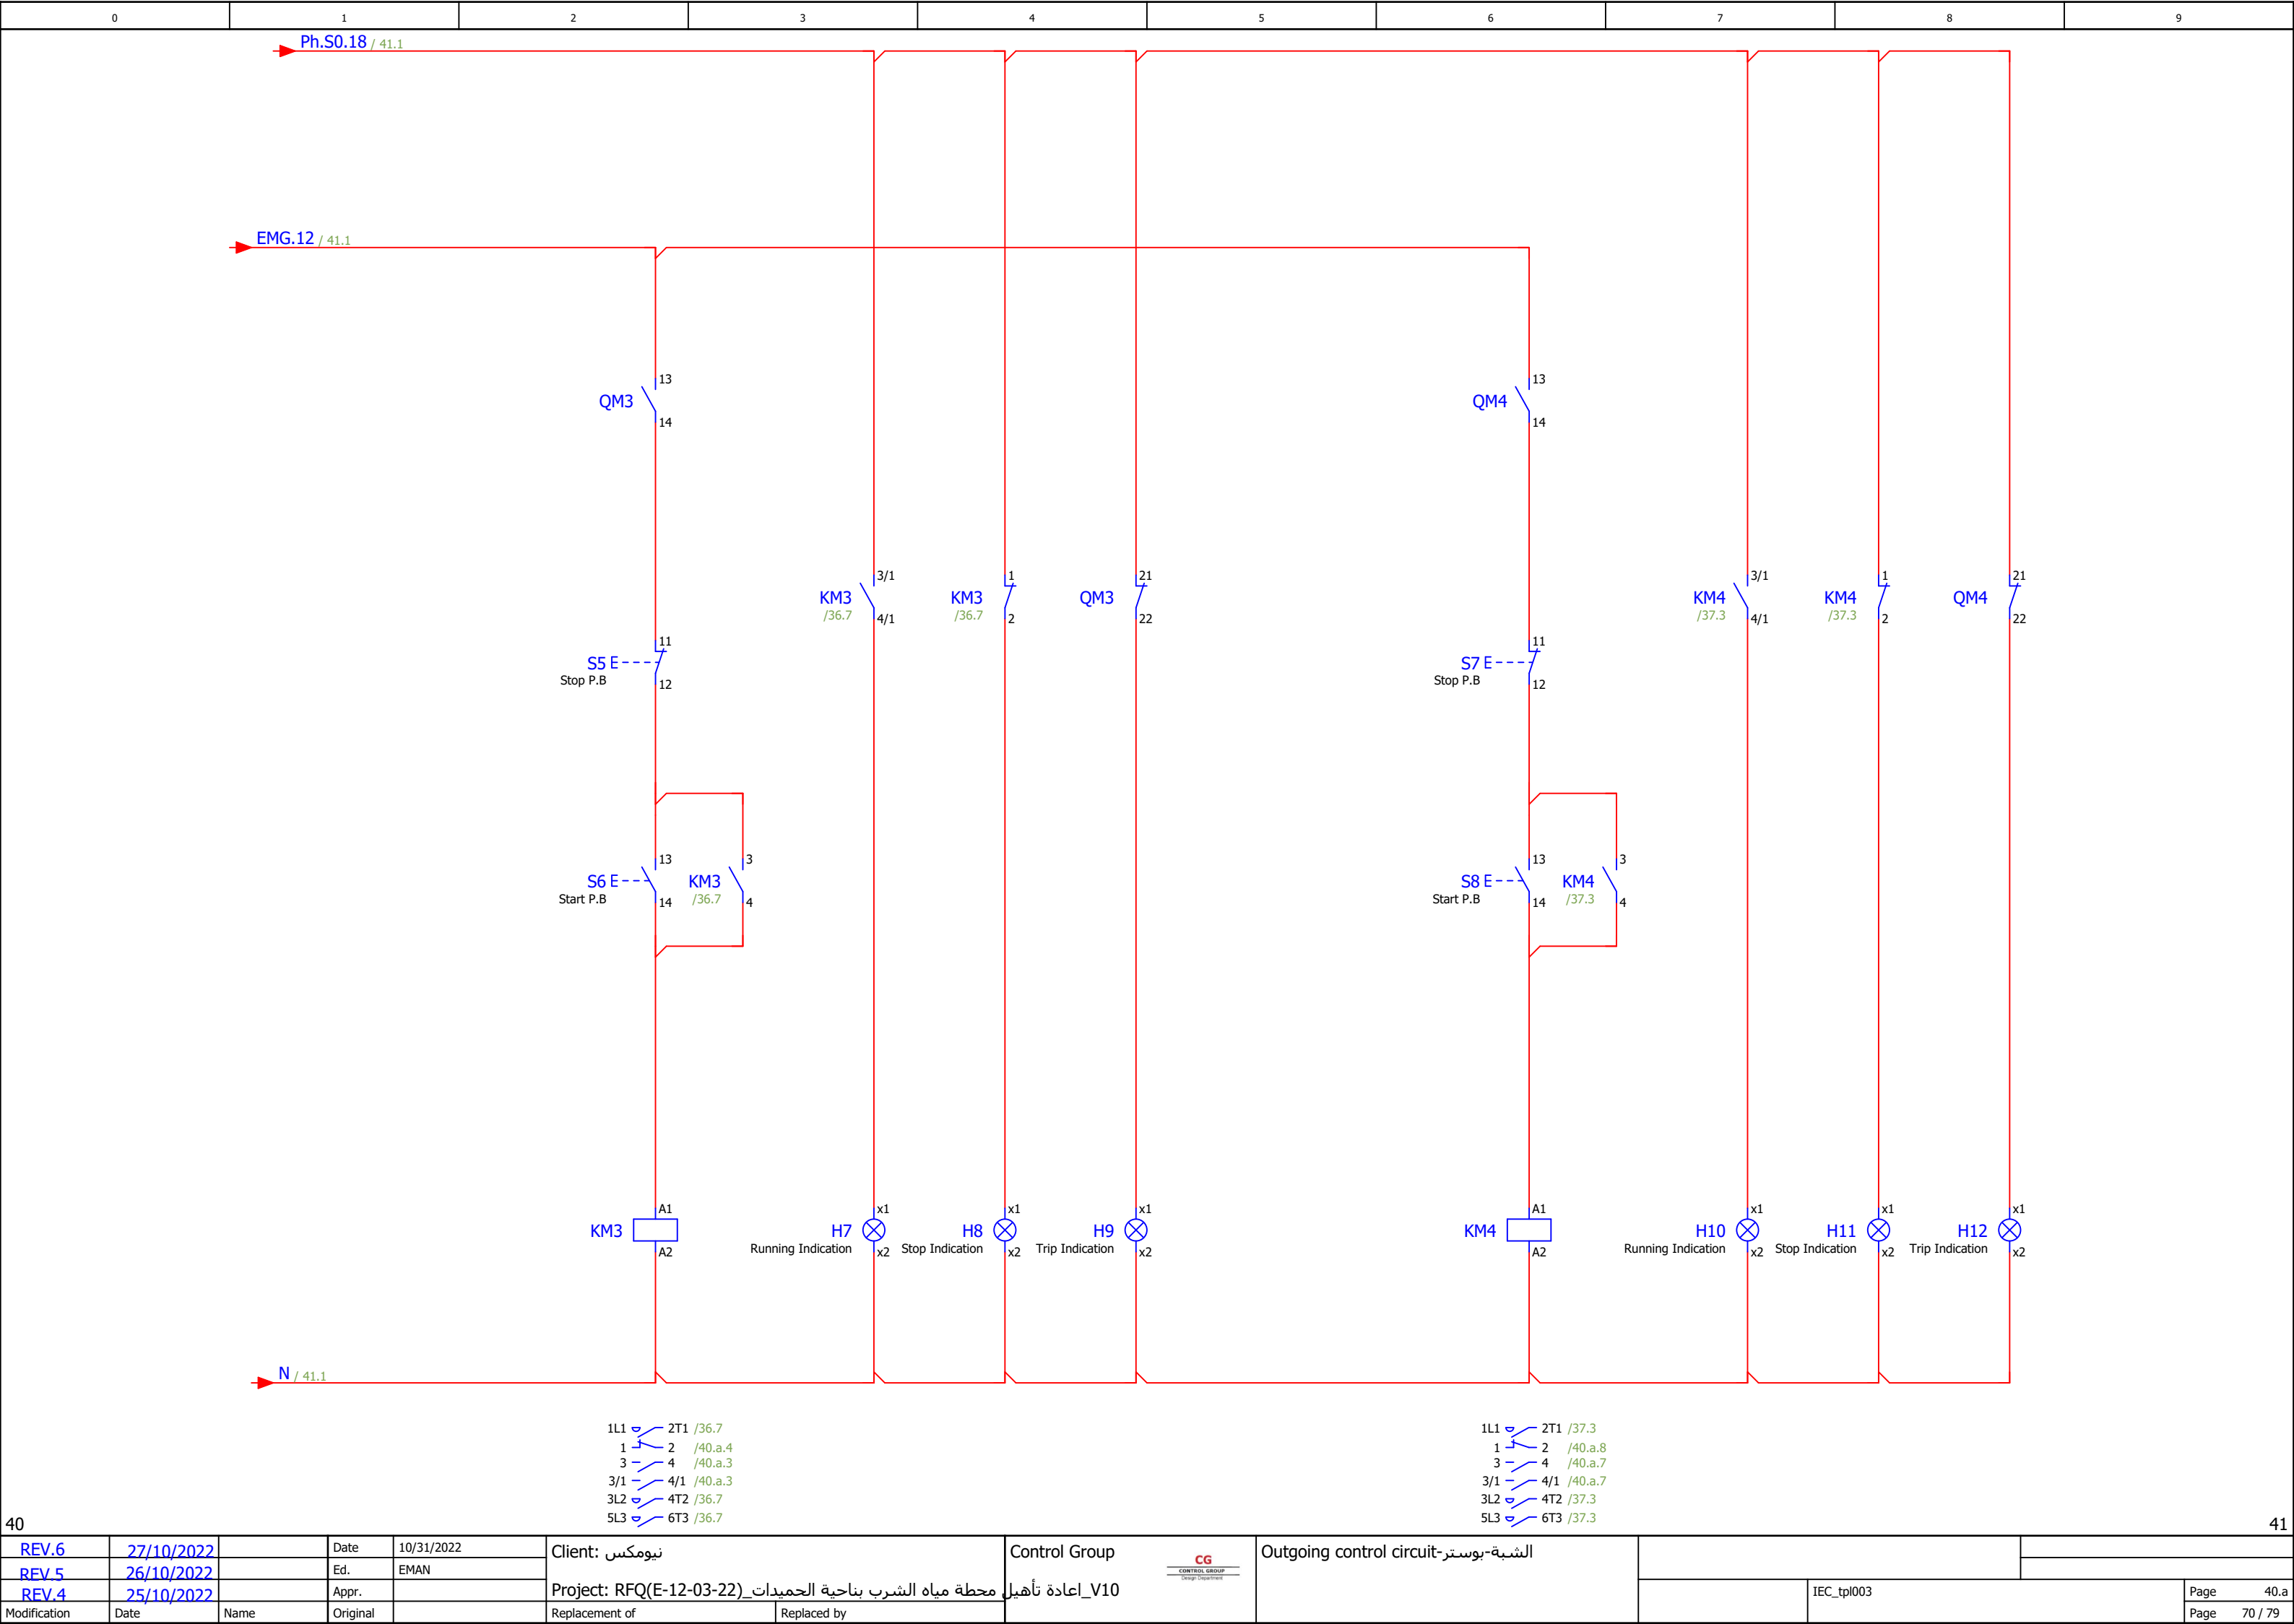 0 1 2 3 4 5 6 7 8 9
Ph.S0.18 / 41.1
EMG.12 / 41.1
13 13
QM3 QM4
14 14
3/1 1 21 3/1 1 21
KM3 KM3 QM3 KM4 KM4 QM4
/36.7 /36.7 /37.3 /37.3
4/1 2 22 4/1 2 22
11 11
S5 S7
Stop P.B Stop P.B
12 12
13 3 13 3
S6 KM3 S8 KM4
Start P.B /36.7 Start P.B /37.3
14 4 14 4
A1 x1 x1 x1 A1 x1 x1 x1
KM3 H7 H8 H9 KM4 H10 H11 H12
Running Indication Stop Indication Trip Indication Running Indication Stop Indication Trip Indication
A2 x2 x2 x2 A2 x2 x2 x2
N / 41.1
1L1 2T1 /36.7 1L1 2T1 /37.3
1 2 /40.a.4 1 2 /40.a.8
3 4 /40.a.3 3 4 /40.a.7
3/1 4/1 /40.a.3 3/1 4/1 /40.a.7
3L2 4T2 /36.7 3L2 4T2 /37.3
5L3 6T3 /36.7 5L3 6T3 /37.3
40 41
REV.6 27/10/2022 Date 10/31/2022 Client: نيومكس Control Group Outgoing control circuit-الشبة-بوستر
CG
CONTROL GROUP
Design Department
REV.5 26/10/2022 Ed. EMAN
REV.4 25/10/2022 Appr. Project: RFQ(E-12-03-22)_اعادة تأهيل محطة مياه الشرب بناحية الحميدات_V10 IEC_tpl003 Page 40.a
Modification Date Name Original Replacement of Replaced by Page 70 / 79